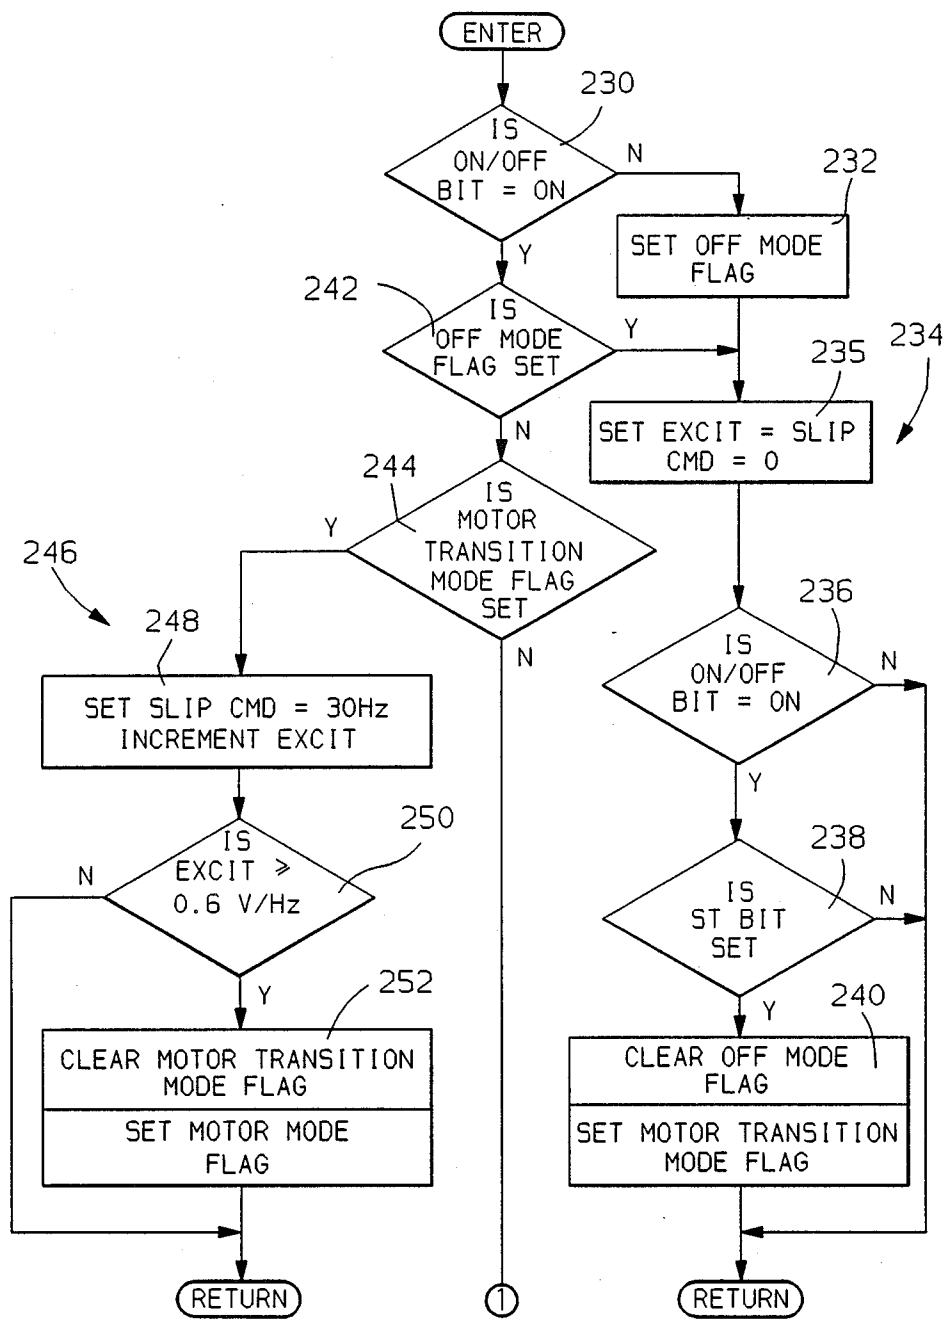 ENTER
230
IS
ON/OFF
BIT = ON
N
Y
232
SET OFF MODE
FLAG
242
IS
OFF MODE
FLAG SET
Y
N
235
234
SET EXCIT = SLIP
CMD = 0
244
IS
MOTOR
TRANSITION
MODE FLAG
SET
Y
N
246
248
SET SLIP CMD = 30Hz
INCREMENT EXCIT
236
IS
ON/OFF
BIT = ON
N
Y
250
IS
EXCIT ⩾
0.6 V/Hz
N
Y
238
IS
ST BIT
SET
N
Y
252
CLEAR MOTOR TRANSITION
MODE FLAG
SET MOTOR MODE
FLAG
240
CLEAR OFF MODE
FLAG
SET MOTOR TRANSITION
MODE FLAG
RETURN
1
RETURN